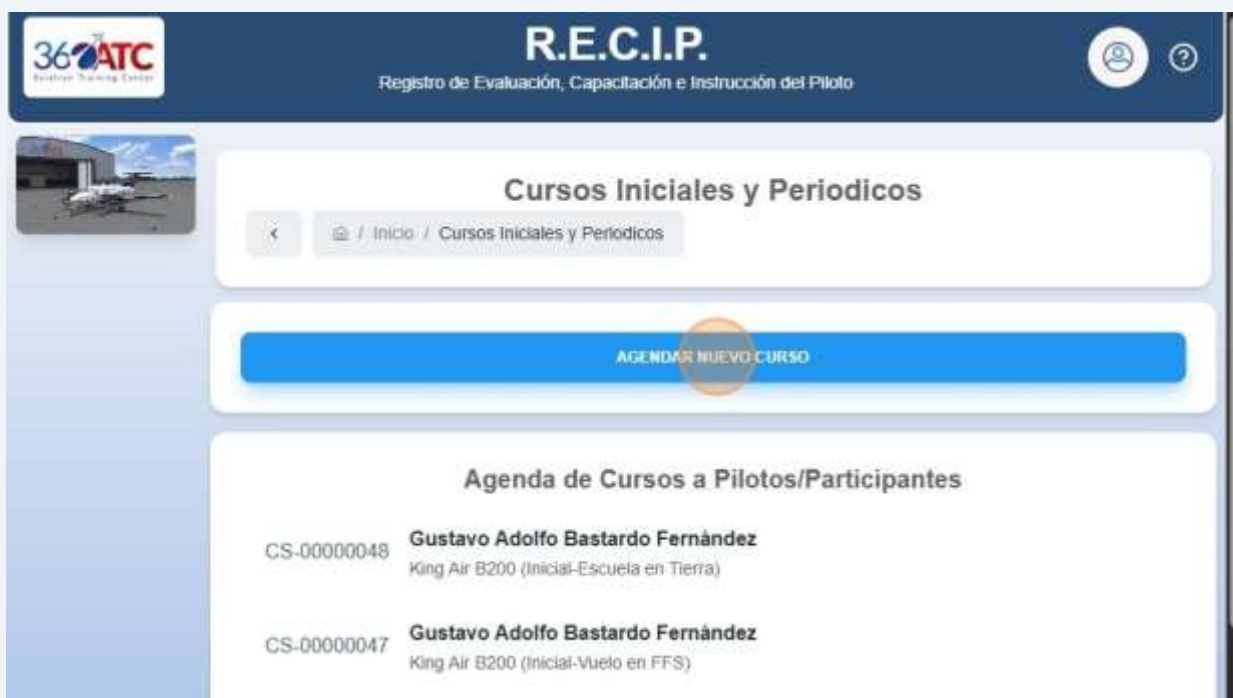 360ATC
Aviation Training Center
R.E.C.I.P.
Registro de Evaluación, Capacitación e Instrucción del Piloto
Cursos Iniciales y Periodicos
/ Inicio / Cursos Iniciales y Periodicos
AGENDAR NUEVO CURSO
Agenda de Cursos a Pilotos/Participantes
CS-00000048 Gustavo Adolfo Bastardo Fernández
King Air B200 (Inicial-Escuela en Tierra)
CS-00000047 Gustavo Adolfo Bastardo Fernández
King Air B200 (Inicial-Vuelo en FFS)